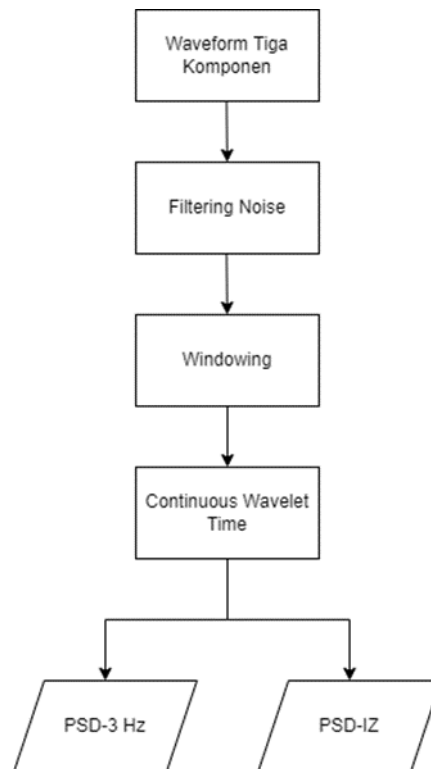 Waveform Tiga
Komponen
Filtering Noise
Windowing
Continuous Wavelet
Time
PSD-3 Hz
PSD-IZ